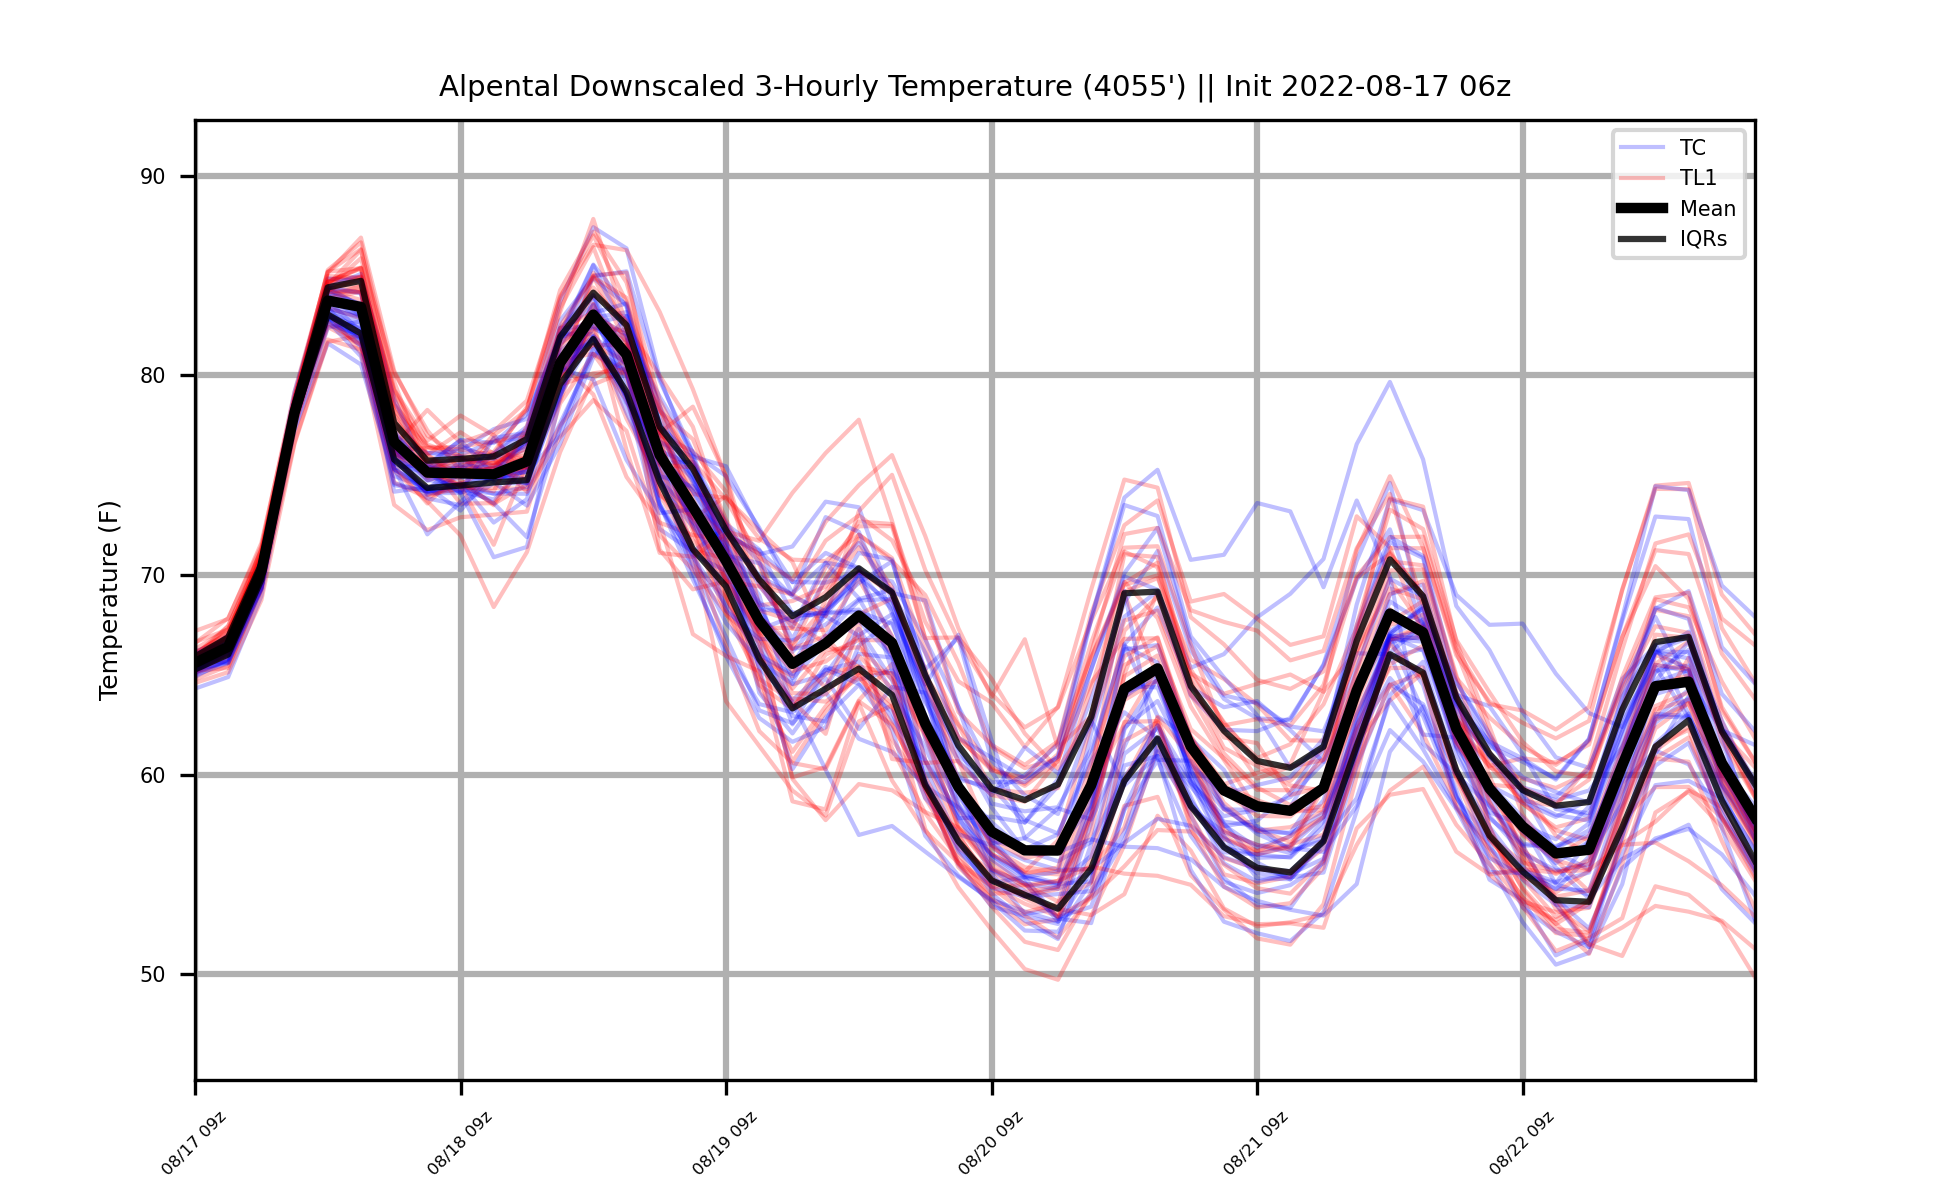 Alpental Downscaled 3-Hourly Temperature (4055') || Init 2022-08-17 06z
TC
TL1
Mean
IQRs
Temperature (F)
90
80
70
60
50
08/17 09z
08/18 09z
08/19 09z
08/20 09z
08/21 09z
08/22 09z